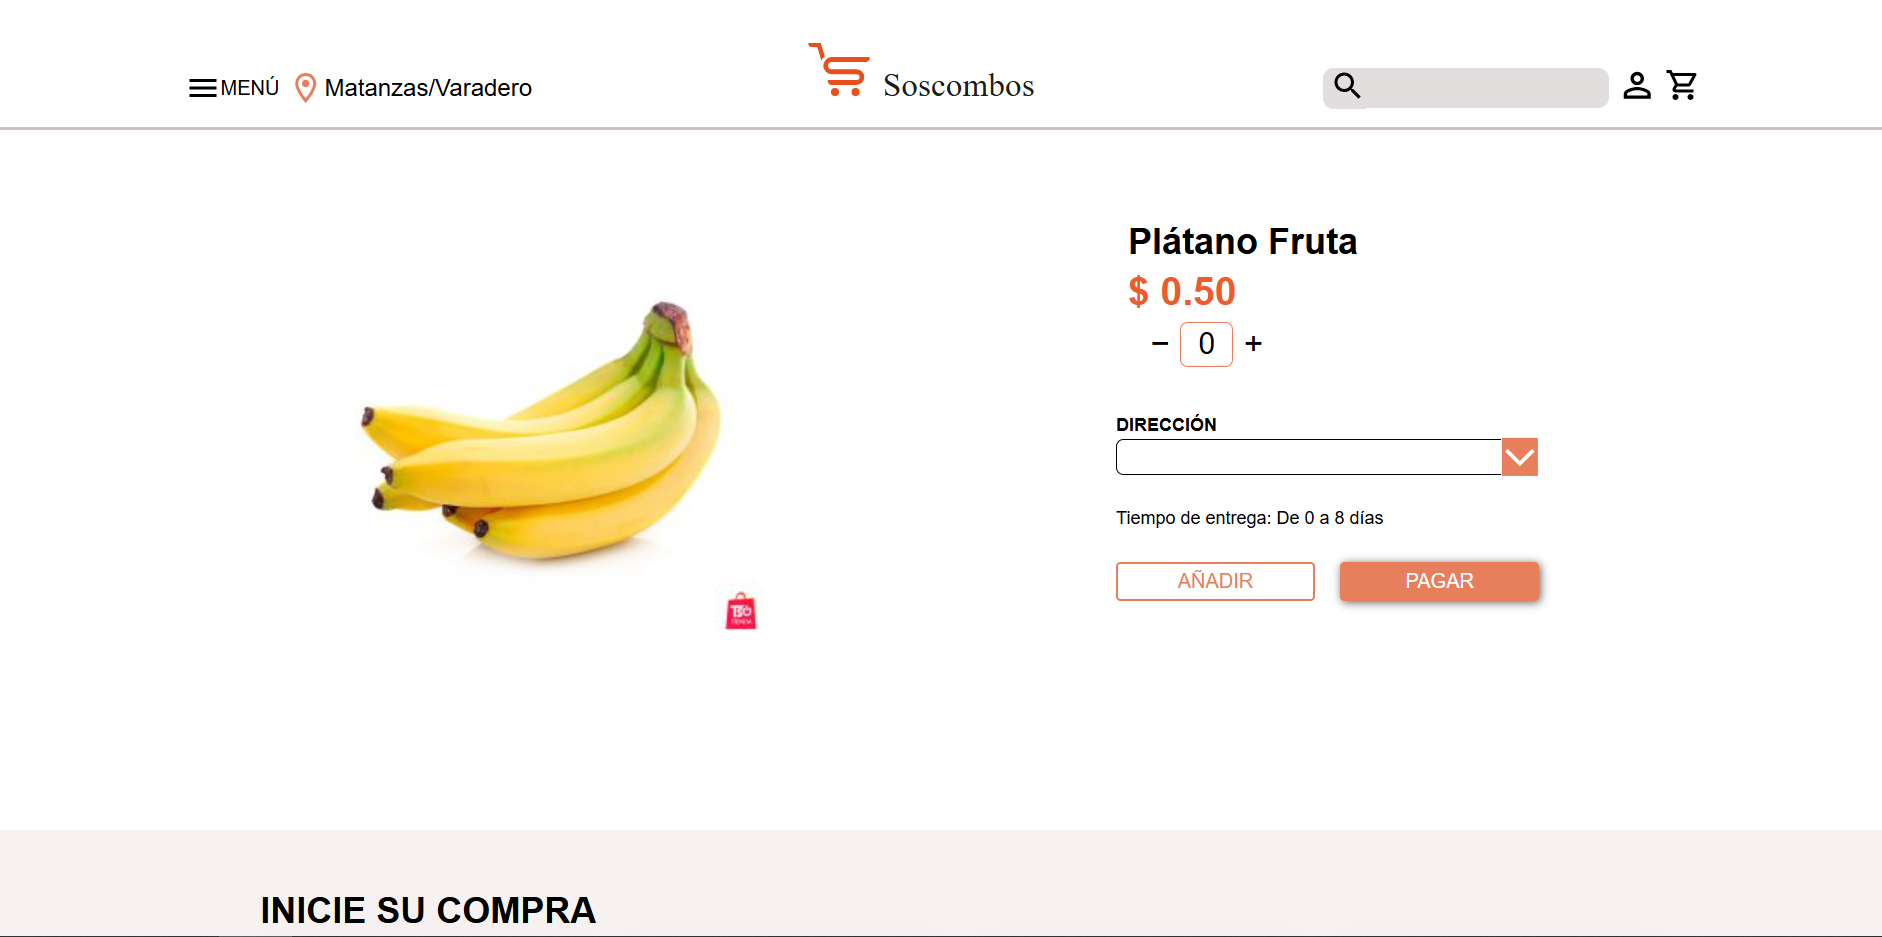 MENÚ
Matanzas/Varadero
Soscombos
Plátano Fruta
$ 0.50
− 0 +
DIRECCIÓN
Tiempo de entrega: De 0 a 8 días
AÑADIR
PAGAR
TIENDA
INICIE SU COMPRA